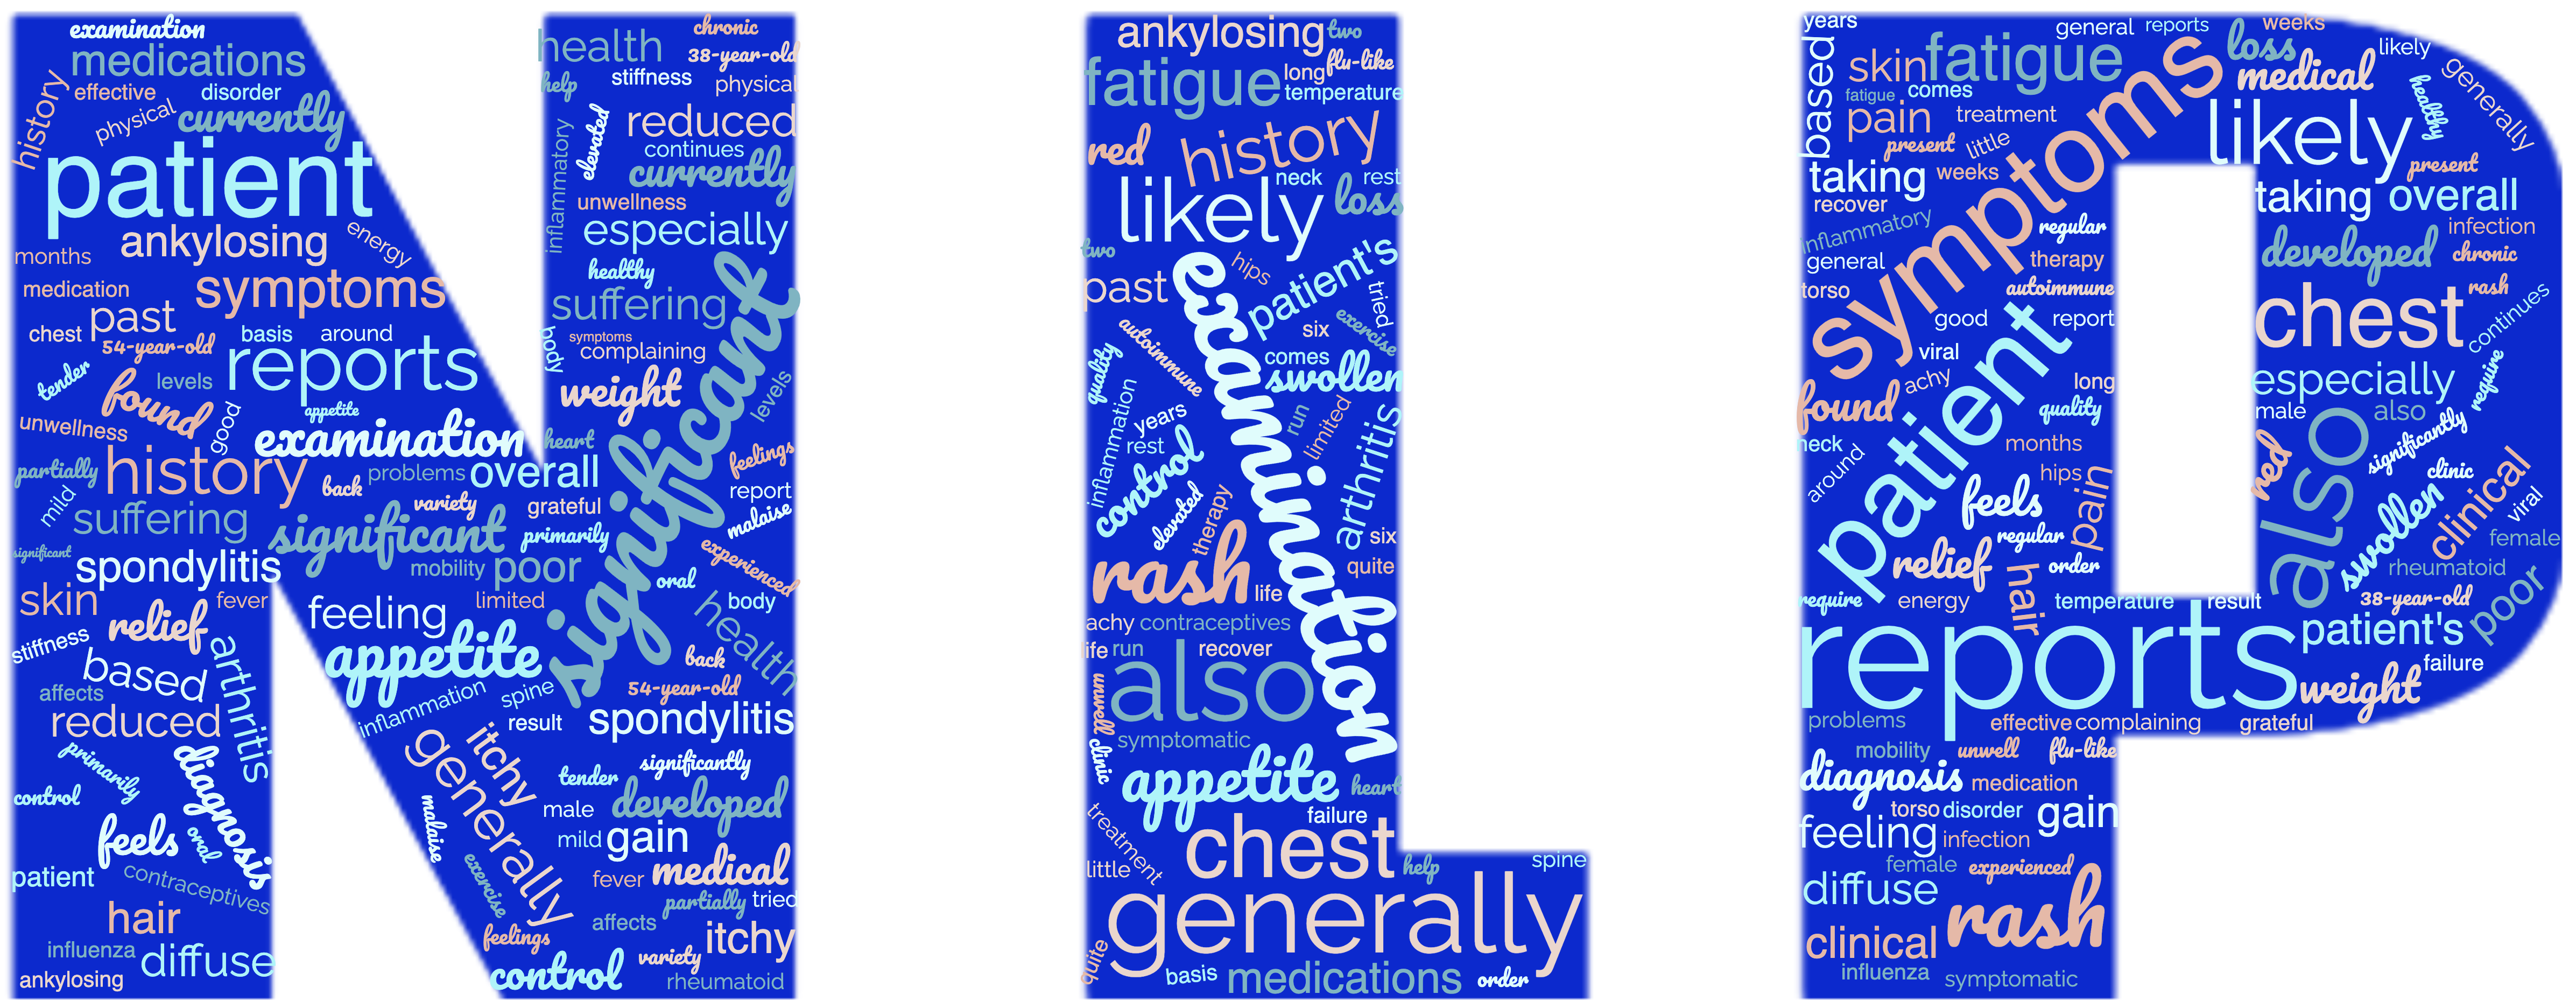 examination
medications
history
effective
disorder
physical
currently
patient
ankylosing
energy
months
medication
symptoms
past
chest
basis
around
54-year-old
reports
tender
levels
found
appetite
unwellness
good
examination
partially
history
problems
overall
back
mild
variety
grateful
suffering
significant
primarily
significant
spondylitis
mobility
poor
skin
fever
feeling
limited
relief
stiffness
arthritis
appetite
based
affects
inflammation
spine
reduced
result
primarily
diagnosis
generally
itchy
control
malaise
feels
oral
exercise
patient
contraceptives
hair
feelings
influenza
diffuse
control
ankylosing
health
chronic
38-year-old
help
stiffness
physical
elevated
reduced
inflammatory
continues
currently
unwellness
especially
healthy
suffering
significant
body
symptoms
complaining
weight
levels
heart
feelings
report
malaise
experienced
oral
body
health
back
54-year-old
spondylitis
significantly
tender
male
developed
mild
gain
fever
medical
partially
tried
affects
itchy
variety
rheumatoid
ankylosing
two
fatigue
long
flu-like
temperature
red
history
neck
rest
likely
loss
two
hips
patient's
past
examination
tried
six
exercise
autoimmune
quality
comes
swollen
inflammation
years
run
limited
arthritis
rest
control
elevated
therapy
six
rash
quite
life
achy
contraceptives
life
run
recover
unwell
also
symptomatic
clinic
appetite
heart
treatment
failure
chest
little
help
spine
generally
quite
basis
medications
order
years
general
reports
weeks
based
skin
fatigue
symptoms
loss
likely
medical
generally
fatigue
comes
healthy
pain
treatment
likely
present
little
present
taking
weeks
taking
overall
recover
inflammatory
regular
infection
general
developed
chronic
therapy
torso
autoimmune
rash
good
report
chest
continues
viral
patient
found
achy
long
especially
require
quality
male
also
neck
months
significantly
around
hips
red
also
clinic
feels
pain
clinical
swollen
viral
regular
female
relief
hair
order
rheumatoid
require
energy
temperature
result
38-year-old
poor
reports
patient's
failure
weight
problems
effective
complaining
grateful
mobility
unwell
flu-like
diagnosis
medication
torso
disorder
gain
feeling
infection
female
experienced
diffuse
rash
clinical
influenza
symptomatic